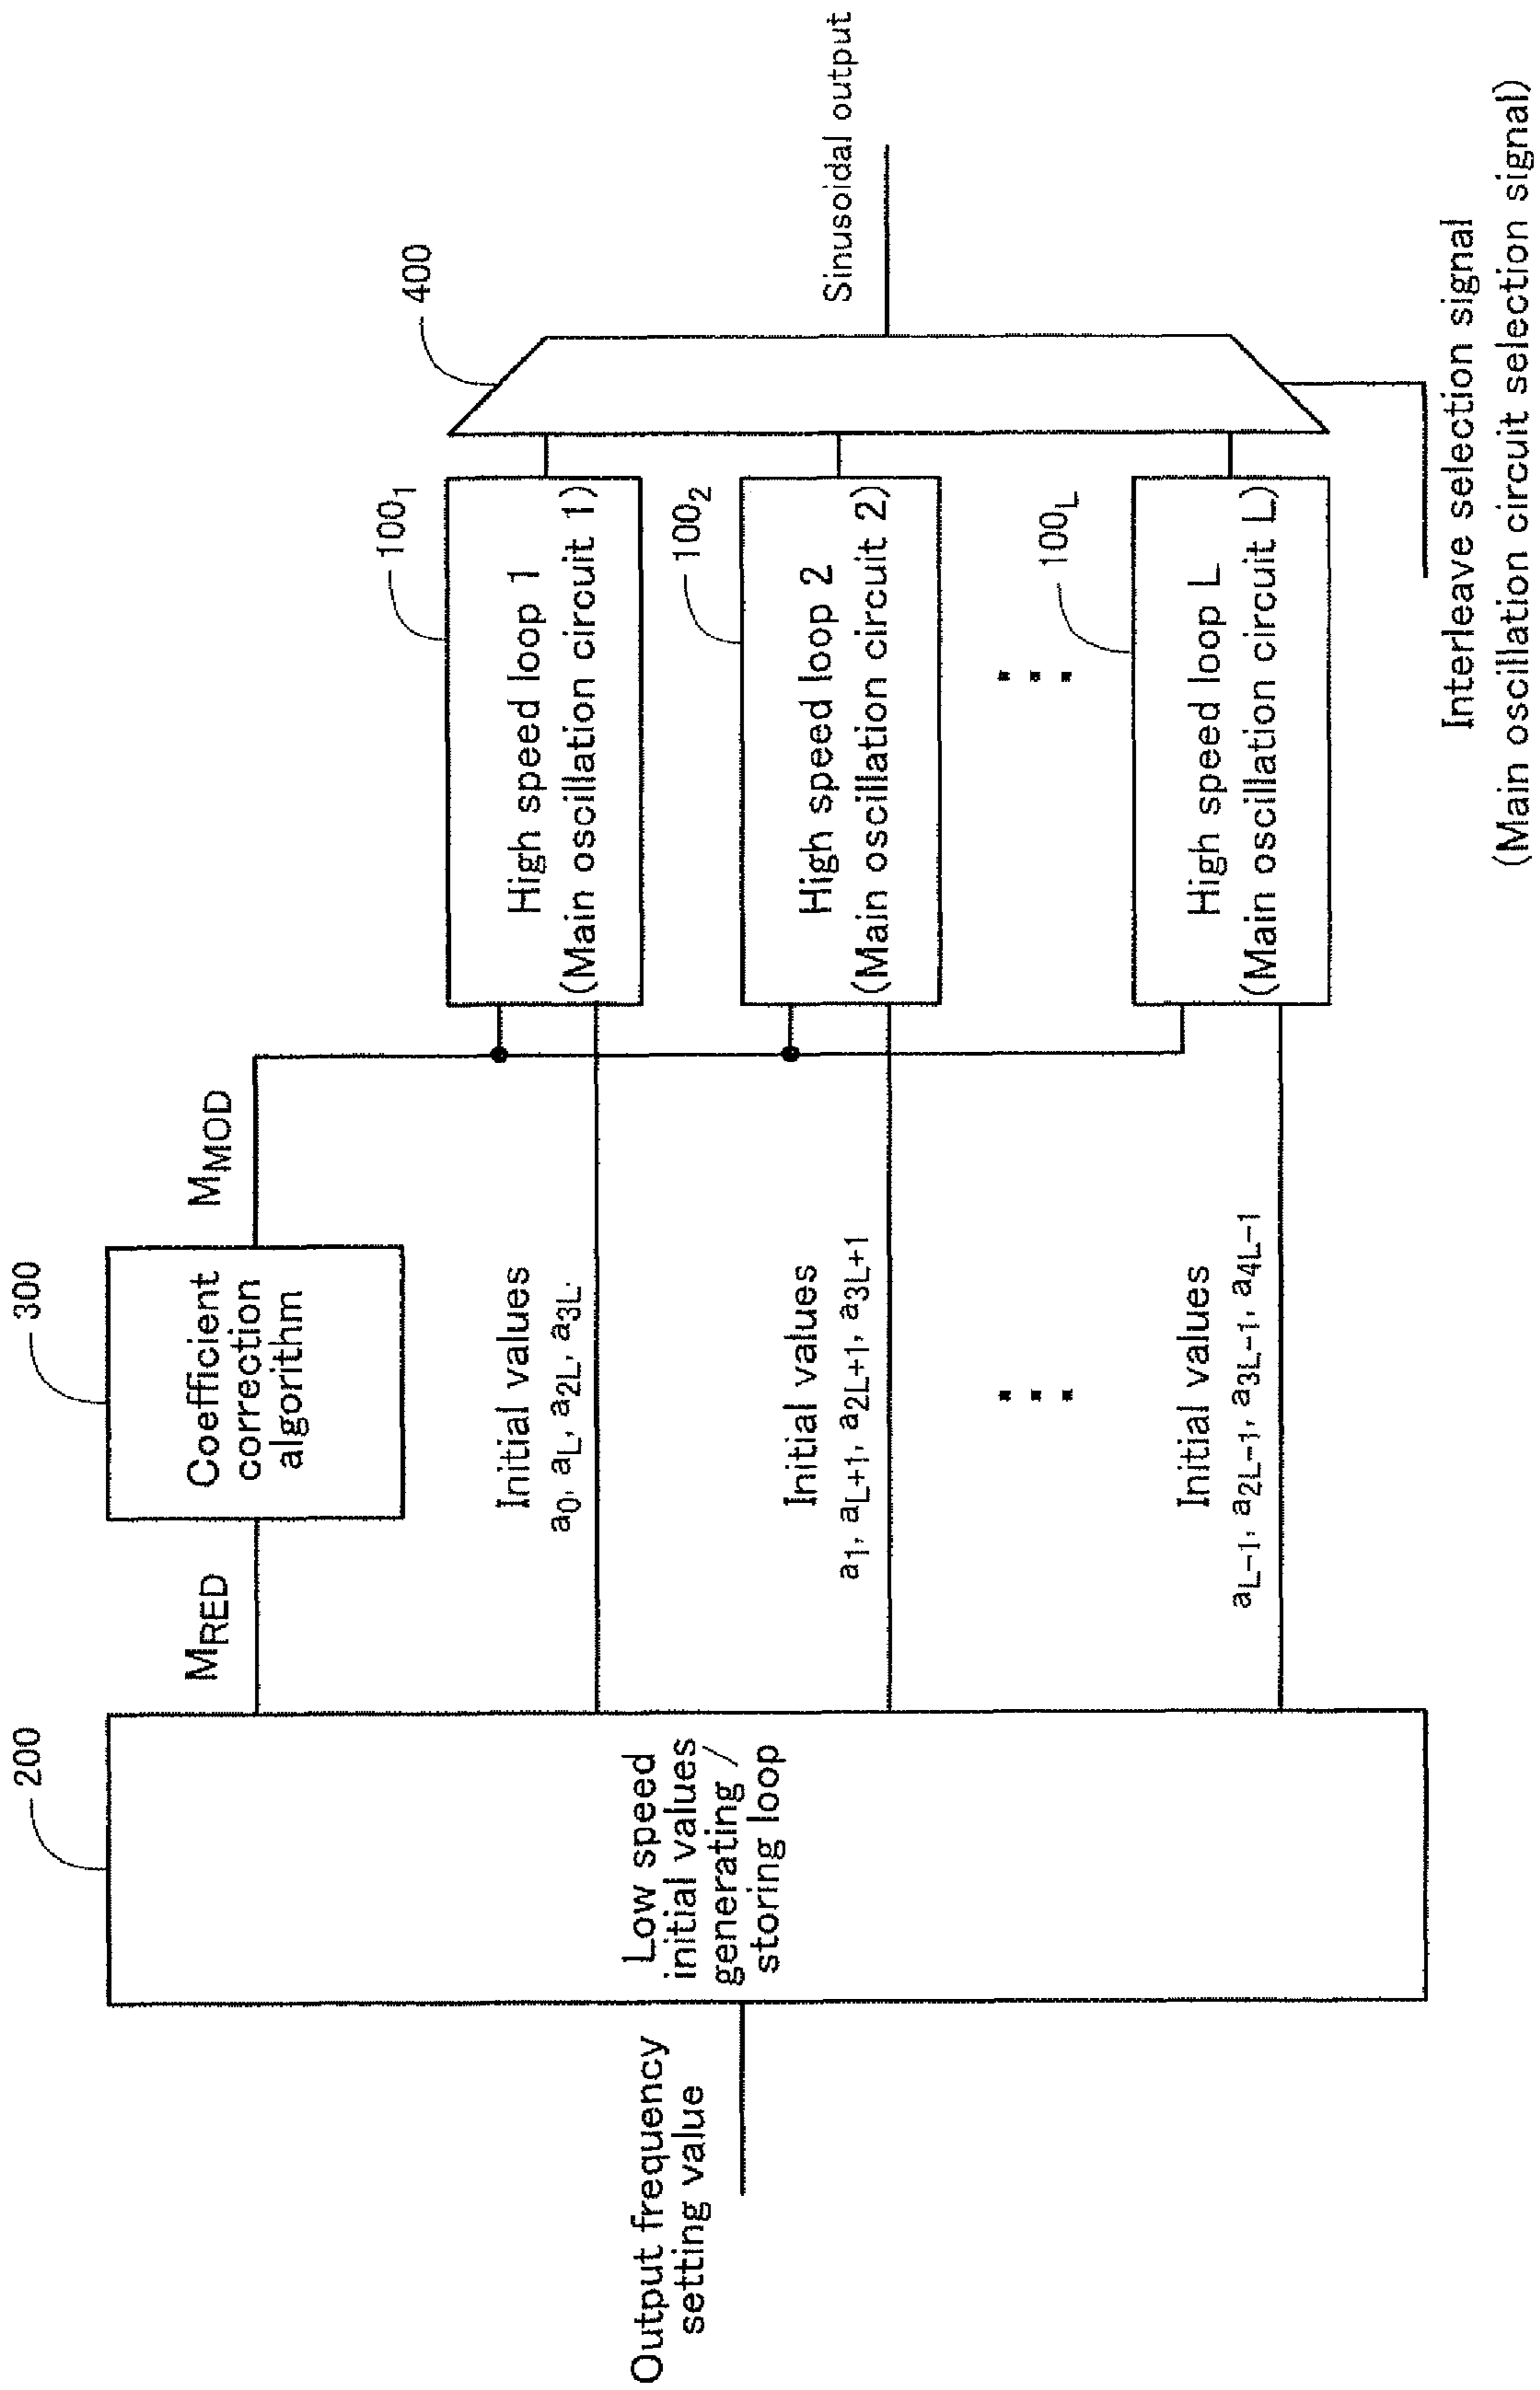 200
300
400
Output frequency
setting value
Low speed
initial values
generating /
storing loop
MRED
Coefficient
correction
algorithm
MMOD
Initial values
a0, aL, a2L, a3L
High speed loop 1
(Main oscillation circuit 1)
1001
Initial values
a1, aL+1, a2L+1, a3L+1
High speed loop 2
(Main oscillation circuit 2)
1002
Initial values
aL-1, a2L-1, a3L-1, a4L-1
High speed loop L
(Main oscillation circuit L)
100L
Sinusoidal output
Interleave selection signal
(Main oscillation circuit selection signal)